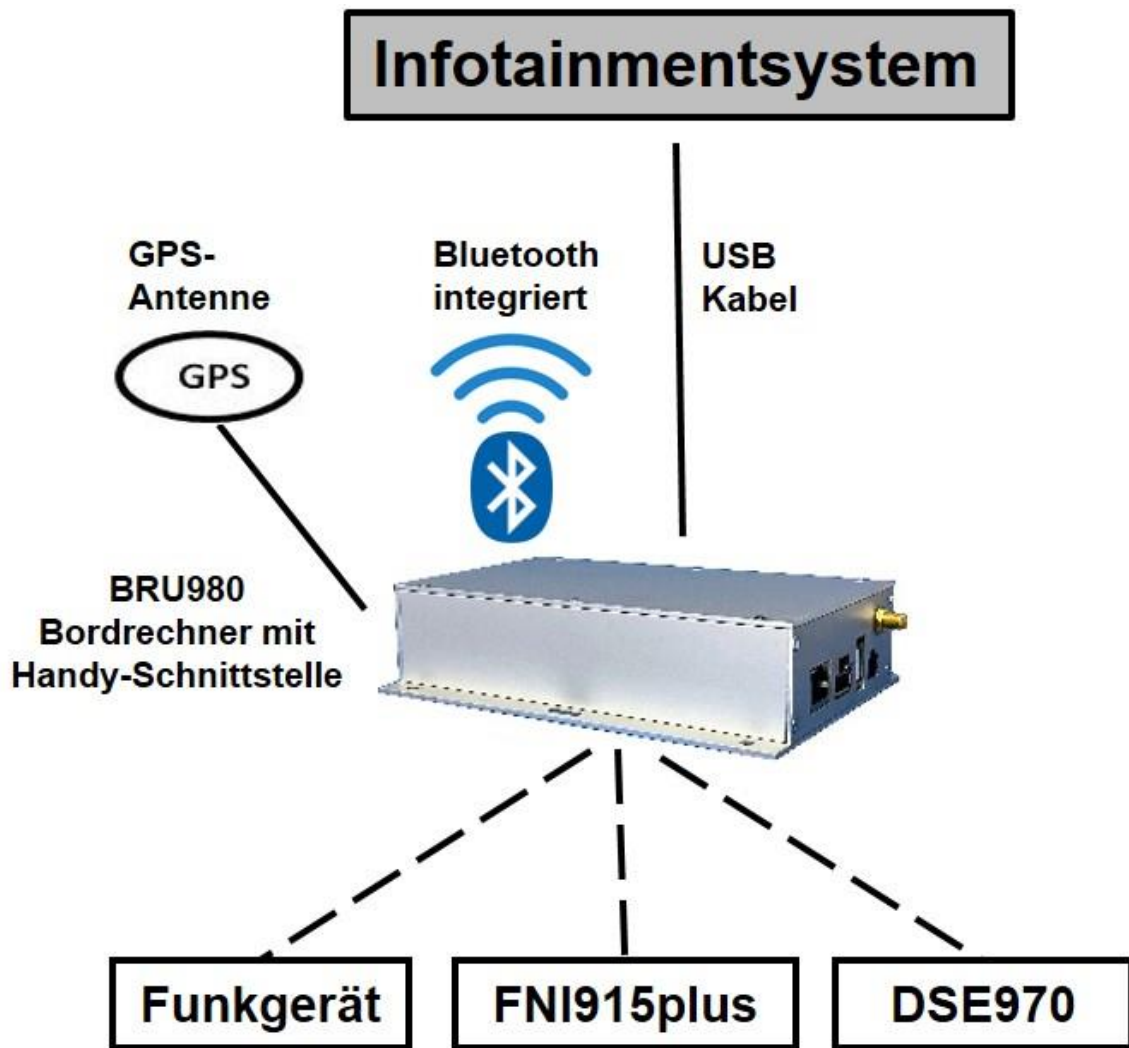 Infotainmentsystem
GPS-
Antenne
Bluetooth
integriert
USB
Kabel
GPS
BRU980
Bordrechner mit
Handy-Schnittstelle
Funkgerät
FNI915plus
DSE970